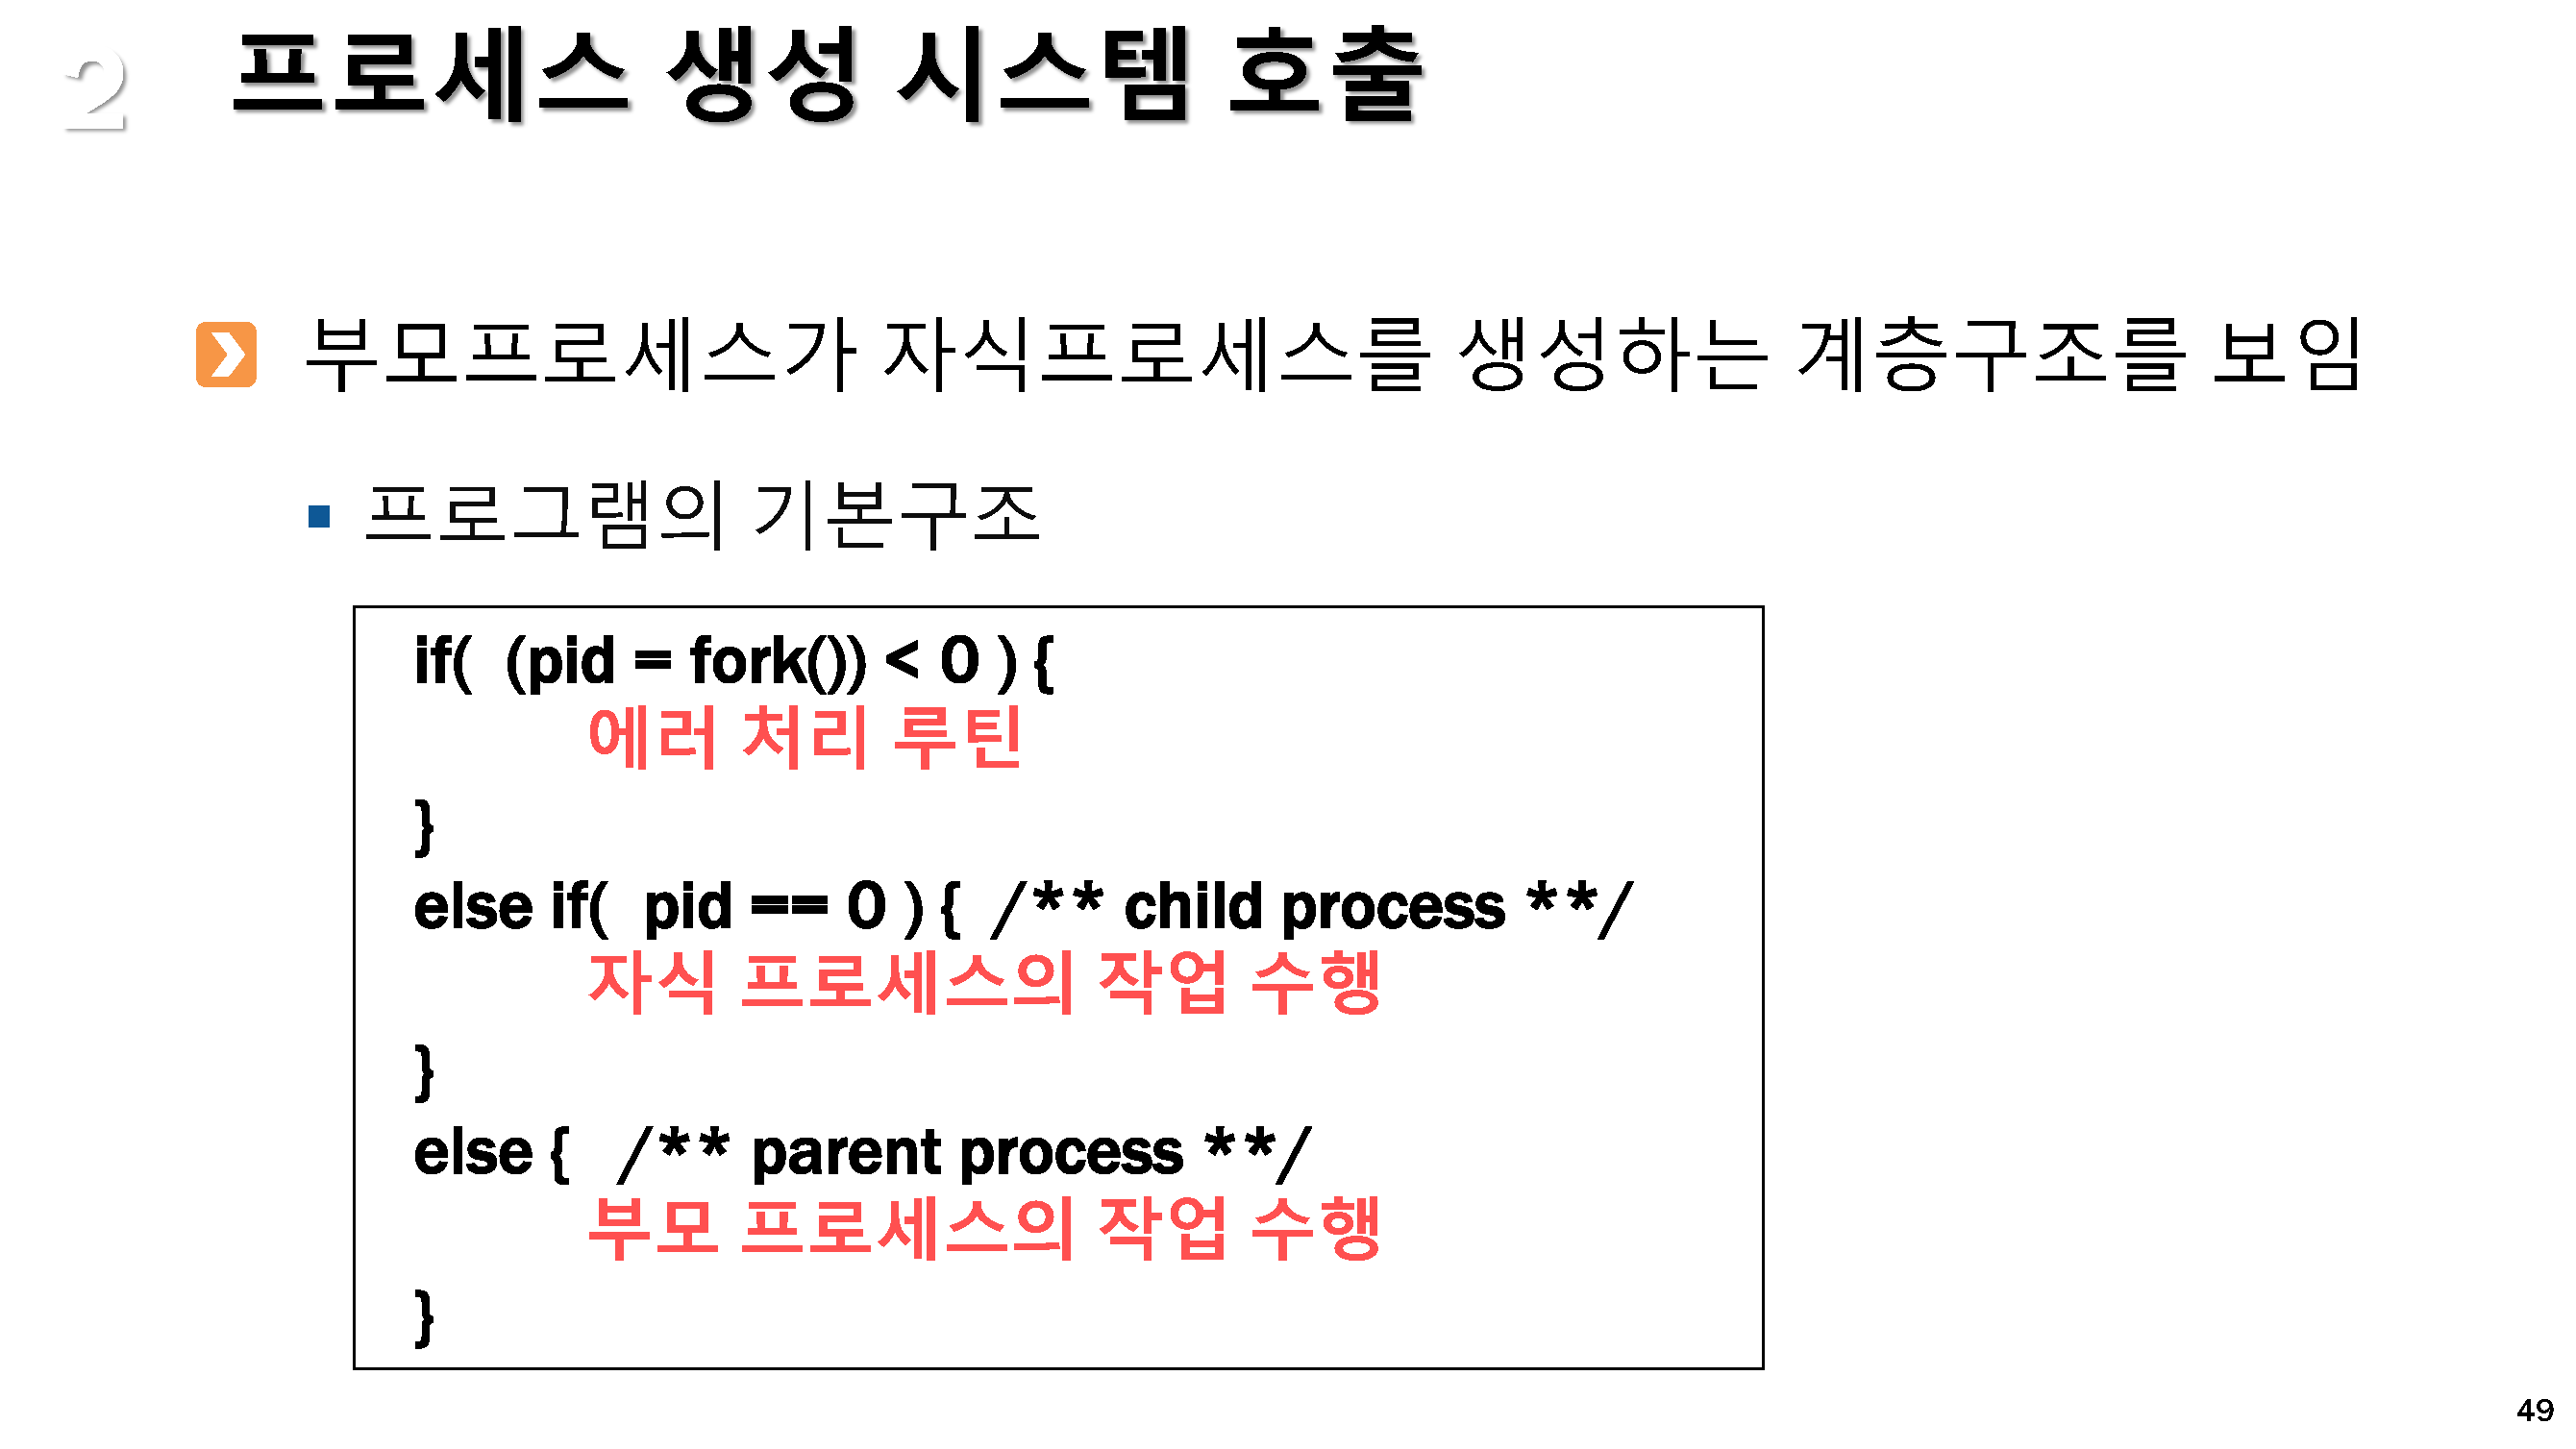 2 프로세스 생성 시스템 호출
부모프로세스가 자식프로세스를 생성하는 계층구조를 보임
▪ 프로그램의 기본구조
if( (pid = fork()) < 0 ) {
에러 처리 루틴
}
else if( pid == 0 ) { /** child process **/
자식 프로세스의 작업 수행
}
else { /** parent process **/
부모 프로세스의 작업 수행
}
49